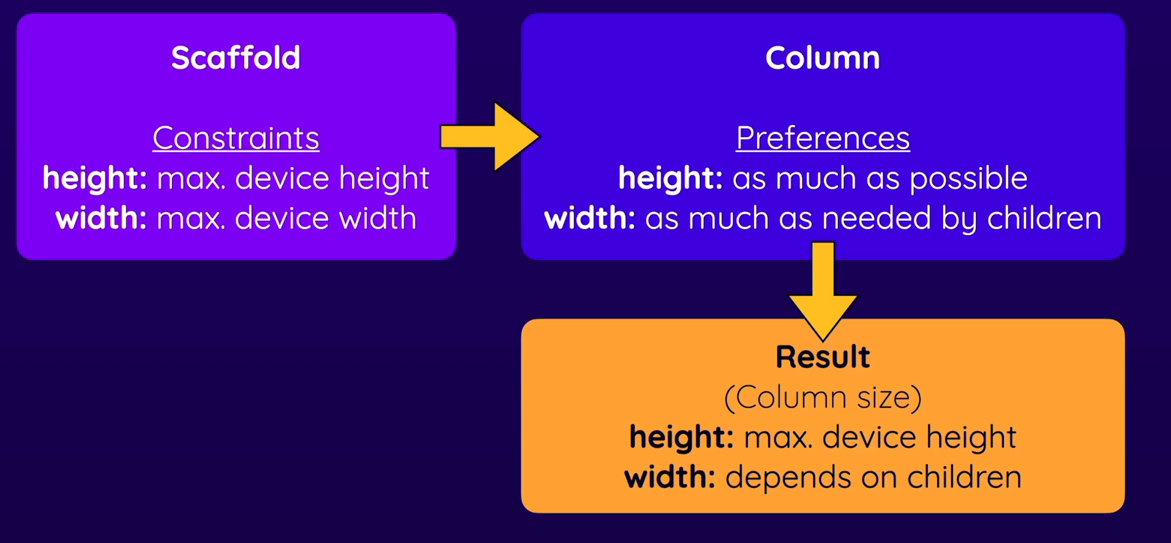 Scaffold
Constraints
height: max. device height
width: max. device width
Column
Preferences
height: as much as possible
width: as much as needed by children
Result
(Column size)
height: max. device height
width: depends on children